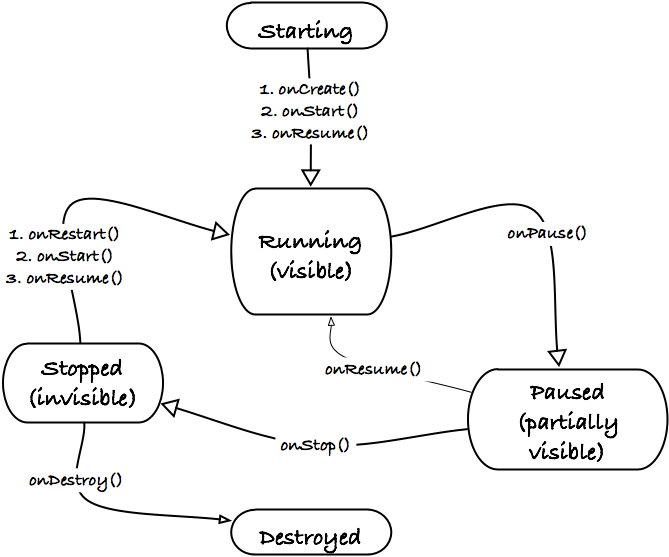 Starting
1. onCreate()
2. onStart()
3. onResume()
Running
(visible)
onPause()
1. onRestart()
2. onStart()
3. onResume()
onResume()
Stopped
(invisible)
Paused
(partially
visible)
onStop()
onDestroy()
Destroyed